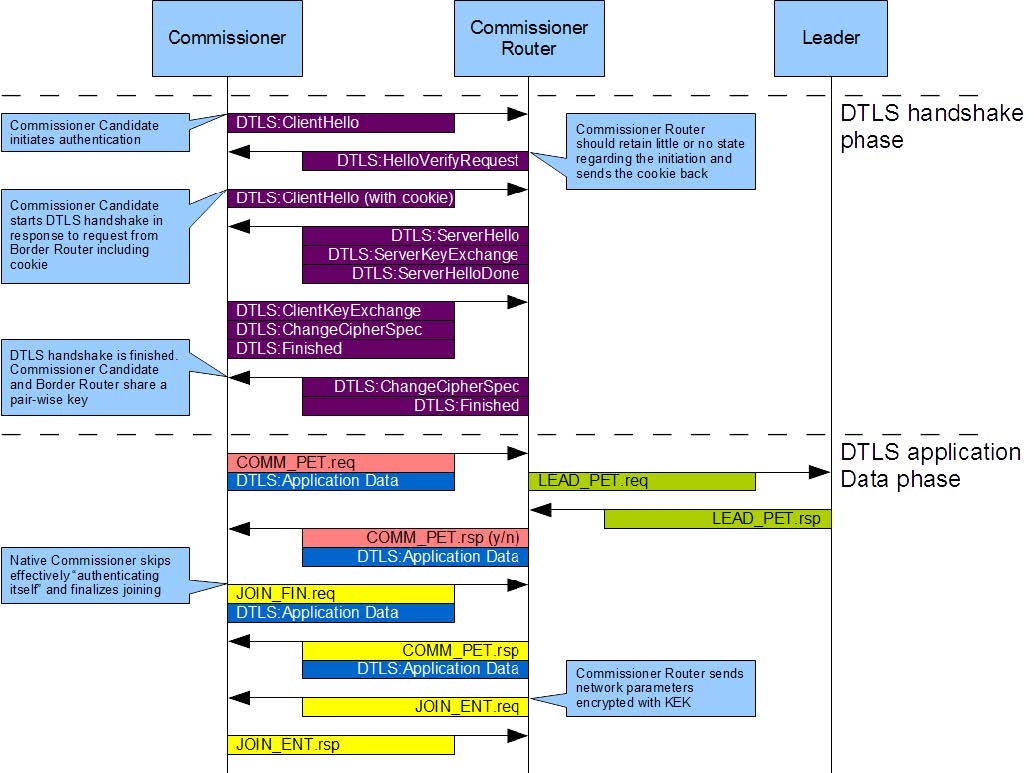 Commissioner
Commissioner
Router
Leader
DTLS handshake
phase
Commissioner Candidate
initiates authentication
DTLS:ClientHello
Commissioner Router
should retain little or no state
regarding the initiation and
sends the cookie back
DTLS:HelloVerifyRequest
Commissioner Candidate
starts DTLS handshake in
response to request from
Border Router including
cookie
DTLS:ClientHello (with cookie)
DTLS:ServerHello
DTLS:ServerKeyExchange
DTLS:ServerHelloDone
DTLS:ClientKeyExchange
DTLS:ChangeCipherSpec
DTLS:Finished
DTLS handshake is finished.
Commissioner Candidate
and Border Router share a
pair-wise key
DTLS:ChangeCipherSpec
DTLS:Finished
DTLS application
Data phase
COMM_PET.req
DTLS:Application Data
LEAD_PET.req
LEAD_PET.rsp
COMM_PET.rsp (y/n)
DTLS:Application Data
Native Commissioner skips
effectively “authenticating
itself” and finalizes joining
JOIN_FIN.req
DTLS:Application Data
COMM_PET.rsp
DTLS:Application Data
Commissioner Router sends
network parameters
encrypted with KEK
JOIN_ENT.req
JOIN_ENT.rsp